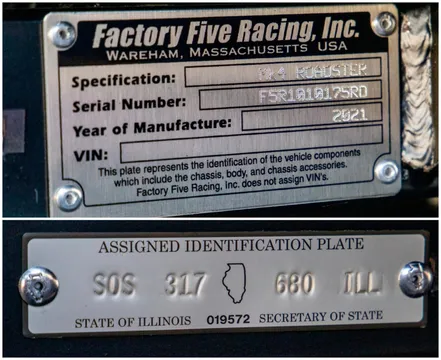 Factory Five Racing, Inc.
WAREHAM, MASSACHUSETTS USA
Specification: MK4 ROADSTER
Serial Number: F5R1010175RD
Year of Manufacture: 2021
VIN:
This plate represents the identification of the vehicle components
which include the chassis, body, and chassis accessories.
Factory Five Racing, Inc. does not assign VIN's.
ASSIGNED IDENTIFICATION PLATE
SOS 317 680 ILL
STATE OF ILLINOIS 019572 SECRETARY OF STATE